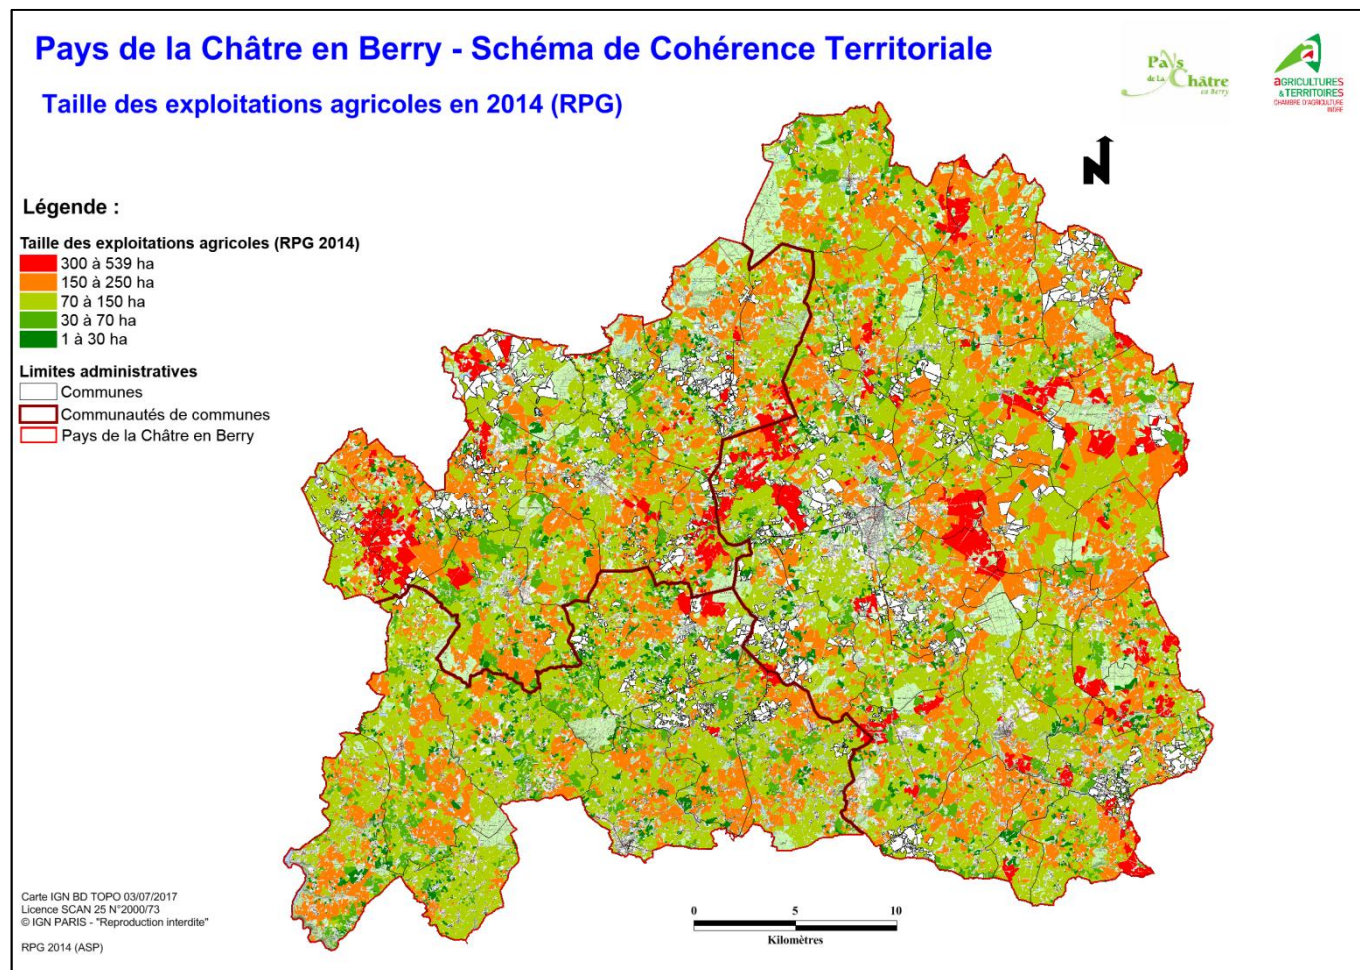 Pays de la Châtre en Berry - Schéma de Cohérence Territoriale
Taille des exploitations agricoles en 2014 (RPG)
Pays
de La Châtre
en Berry
AGRICULTURES
& TERRITOIRES
CHAMBRE D'AGRICULTURE
INDRE
N
Légende :
Taille des exploitations agricoles (RPG 2014)
300 à 539 ha
150 à 250 ha
70 à 150 ha
30 à 70 ha
1 à 30 ha
Limites administratives
Communes
Communautés de communes
Pays de la Châtre en Berry
Carte IGN BD TOPO 03/07/2017
Licence SCAN 25 N°2000/73
© IGN PARIS - "Reproduction interdite"
RPG 2014 (ASP)
0 5 10
Kilomètres